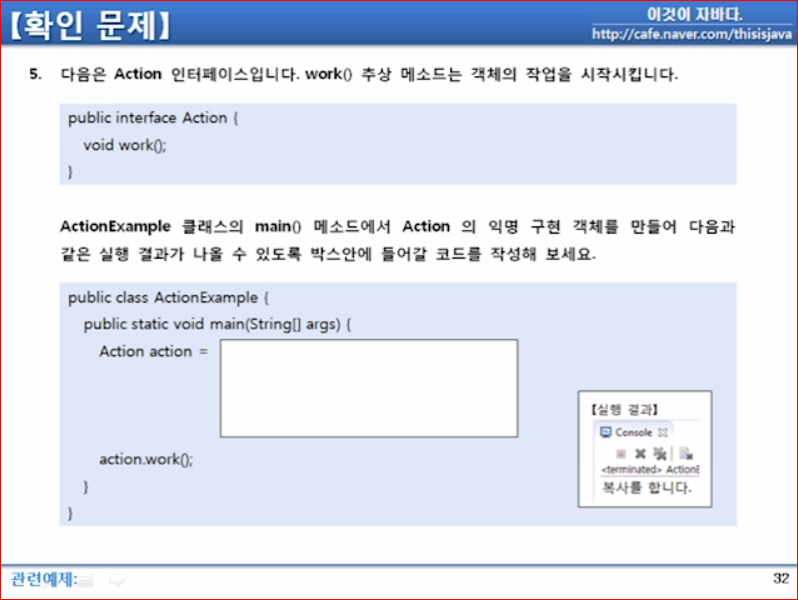 【확인 문제】
이것이 자바다.
http://cafe.naver.com/thisisjava
5. 다음은 Action 인터페이스입니다. work() 추상 메소드는 객체의 작업을 시작시킵니다.
public interface Action {
void work();
}
ActionExample 클래스의 main() 메소드에서 Action 의 익명 구현 객체를 만들어 다음과
같은 실행 결과가 나올 수 있도록 박스안에 들어갈 코드를 작성해 보세요.
public class ActionExample {
public static void main(String[] args) {
Action action =
action.work();
}
}
【실행 결과】
Console
<terminated> ActionE
복사를 합니다.
관련예제:
32